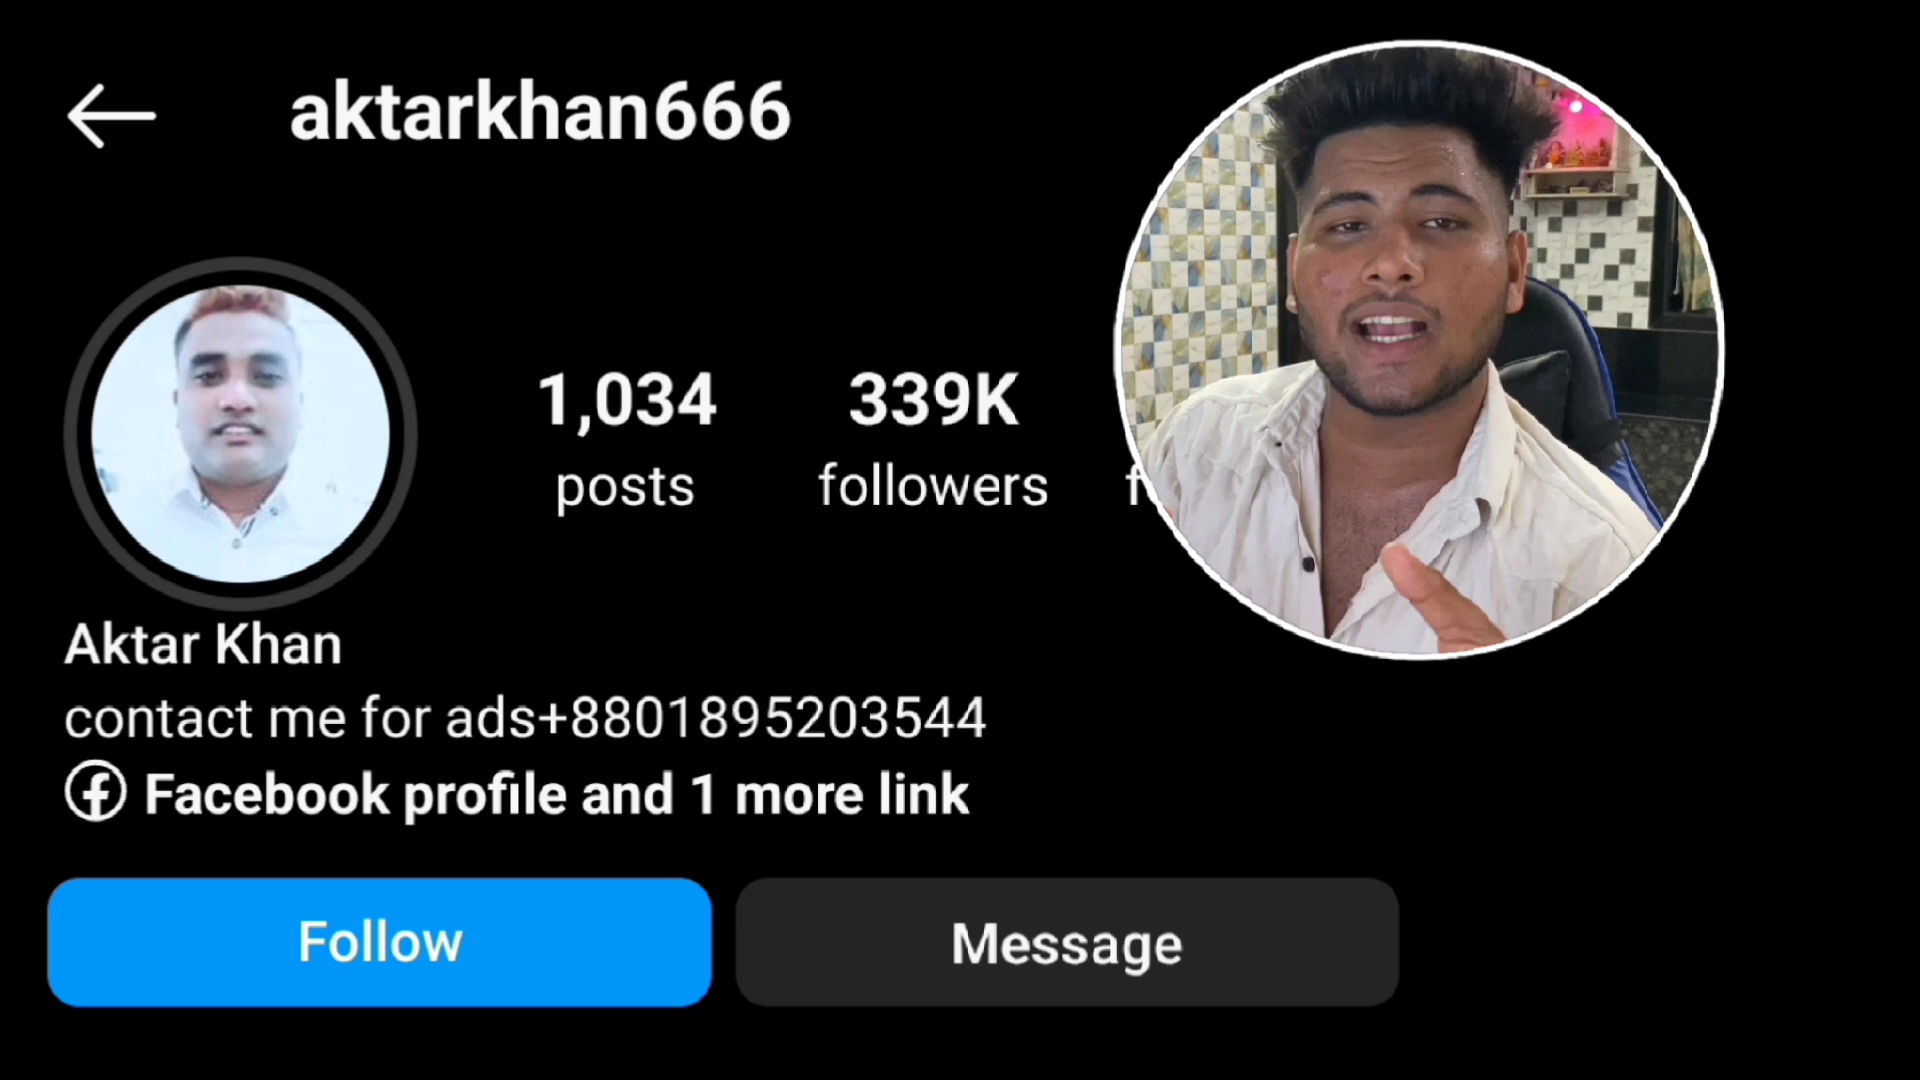 aktarkhan666
1,034 339K
posts followers
Aktar Khan
contact me for ads+8801895203544
Facebook profile and 1 more link
Follow Message